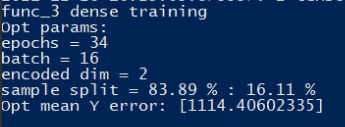 func_3 dense training
Opt params:
epochs = 34
batch = 16
encoded dim = 2
sample split = 83.89 % : 16.11 %
Opt mean Y error: [1114.40602335]